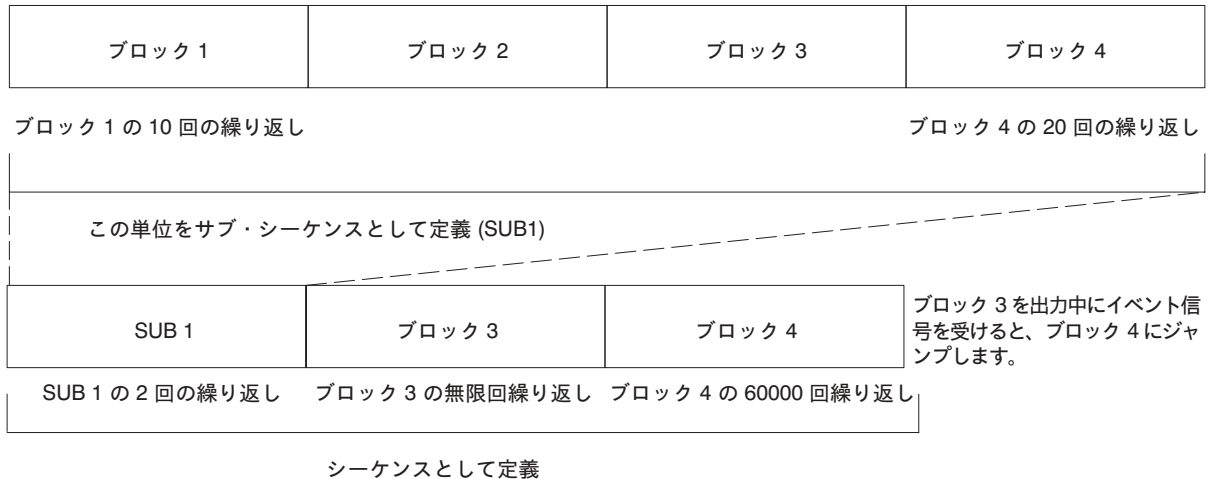 ブロック 1
ブロック 2
ブロック 3
ブロック 4
ブロック 1 の 10 回の繰り返し
ブロック 4 の 20 回の繰り返し
この単位をサブ・シーケンスとして定義 (SUB1)
SUB 1
ブロック 3
ブロック 4
ブロック 3 を出力中にイベント信
号を受けると、ブロック 4 にジャ
ンプします。
SUB 1 の 2 回の繰り返し
ブロック 3 の無限回繰り返し
ブロック 4 の 60000 回繰り返し
シーケンスとして定義